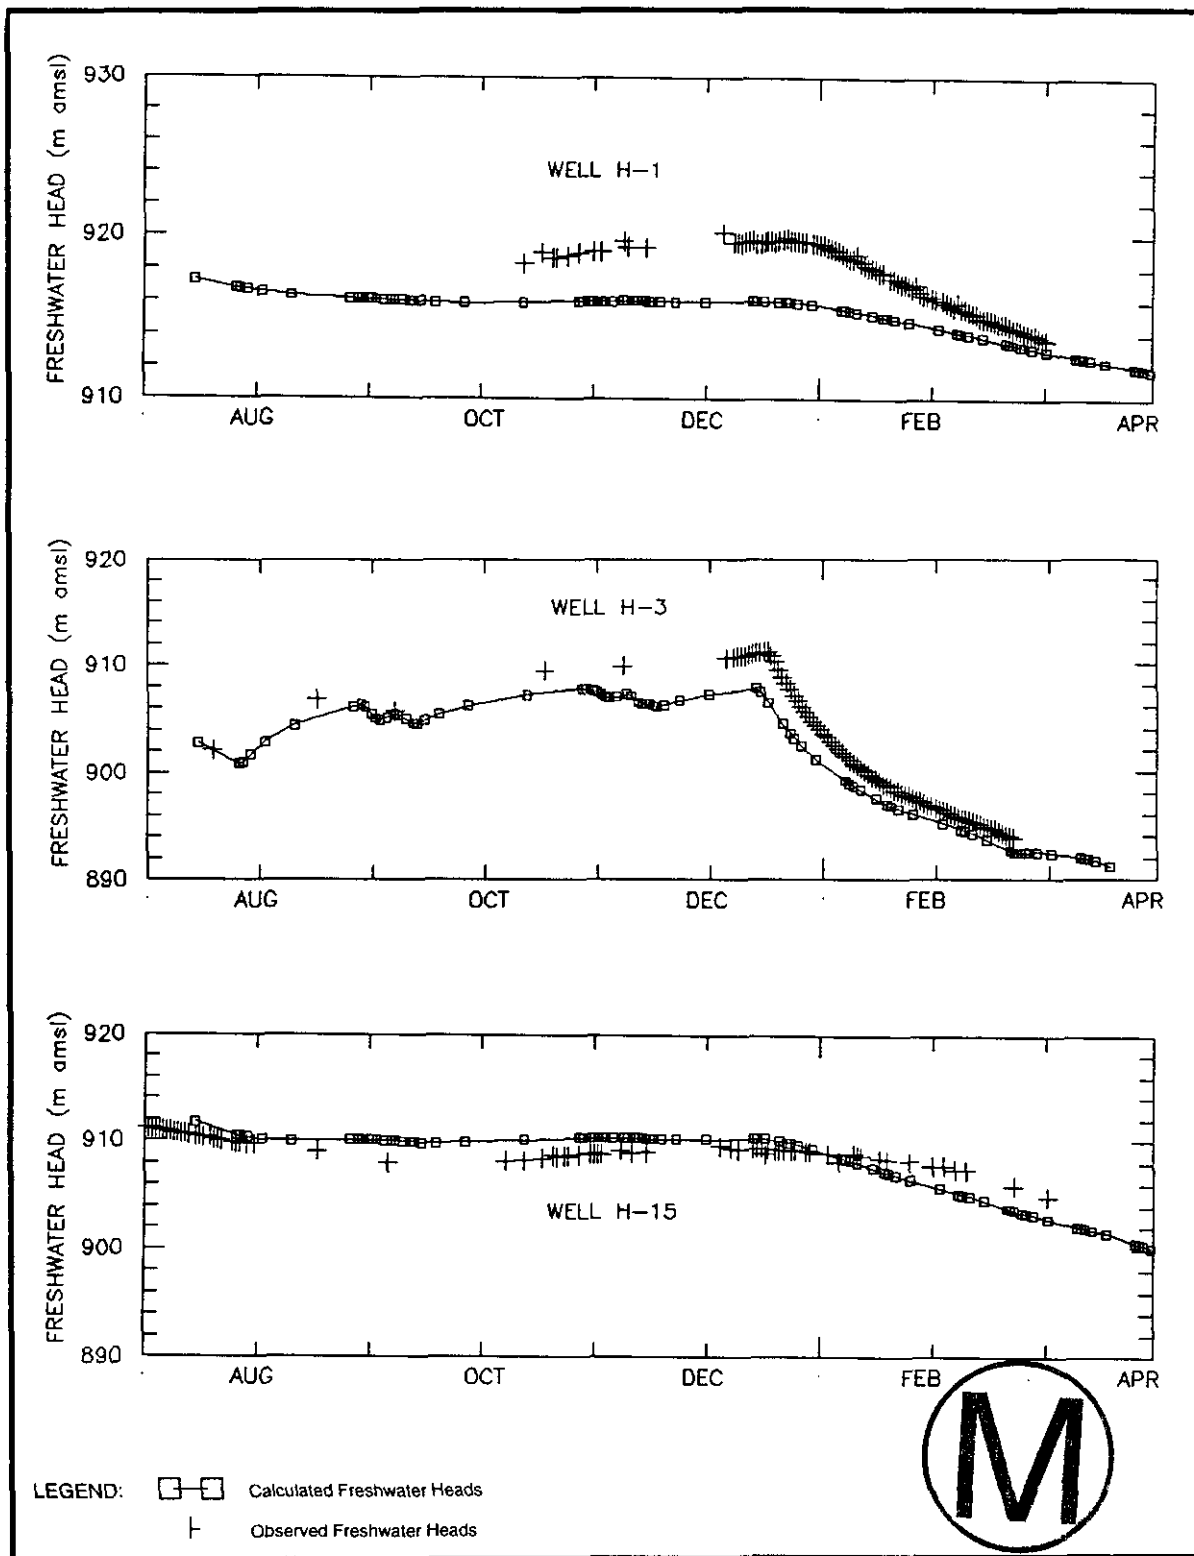 FRESHWATER HEAD (m amsl)
930
920
910
WELL H-1
AUG OCT DEC FEB APR
FRESHWATER HEAD (m amsl)
920
910
900
890
WELL H-3
AUG OCT DEC FEB APR
FRESHWATER HEAD (m amsl)
920
910
900
890
WELL H-15
AUG OCT DEC FEB APR
M
LEGEND: Calculated Freshwater Heads
Observed Freshwater Heads